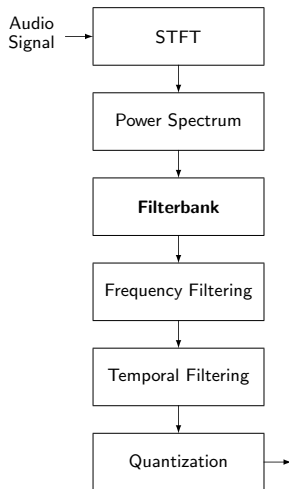 Audio
Signal
STFT
Power Spectrum
Filterbank
Frequency Filtering
Temporal Filtering
Quantization